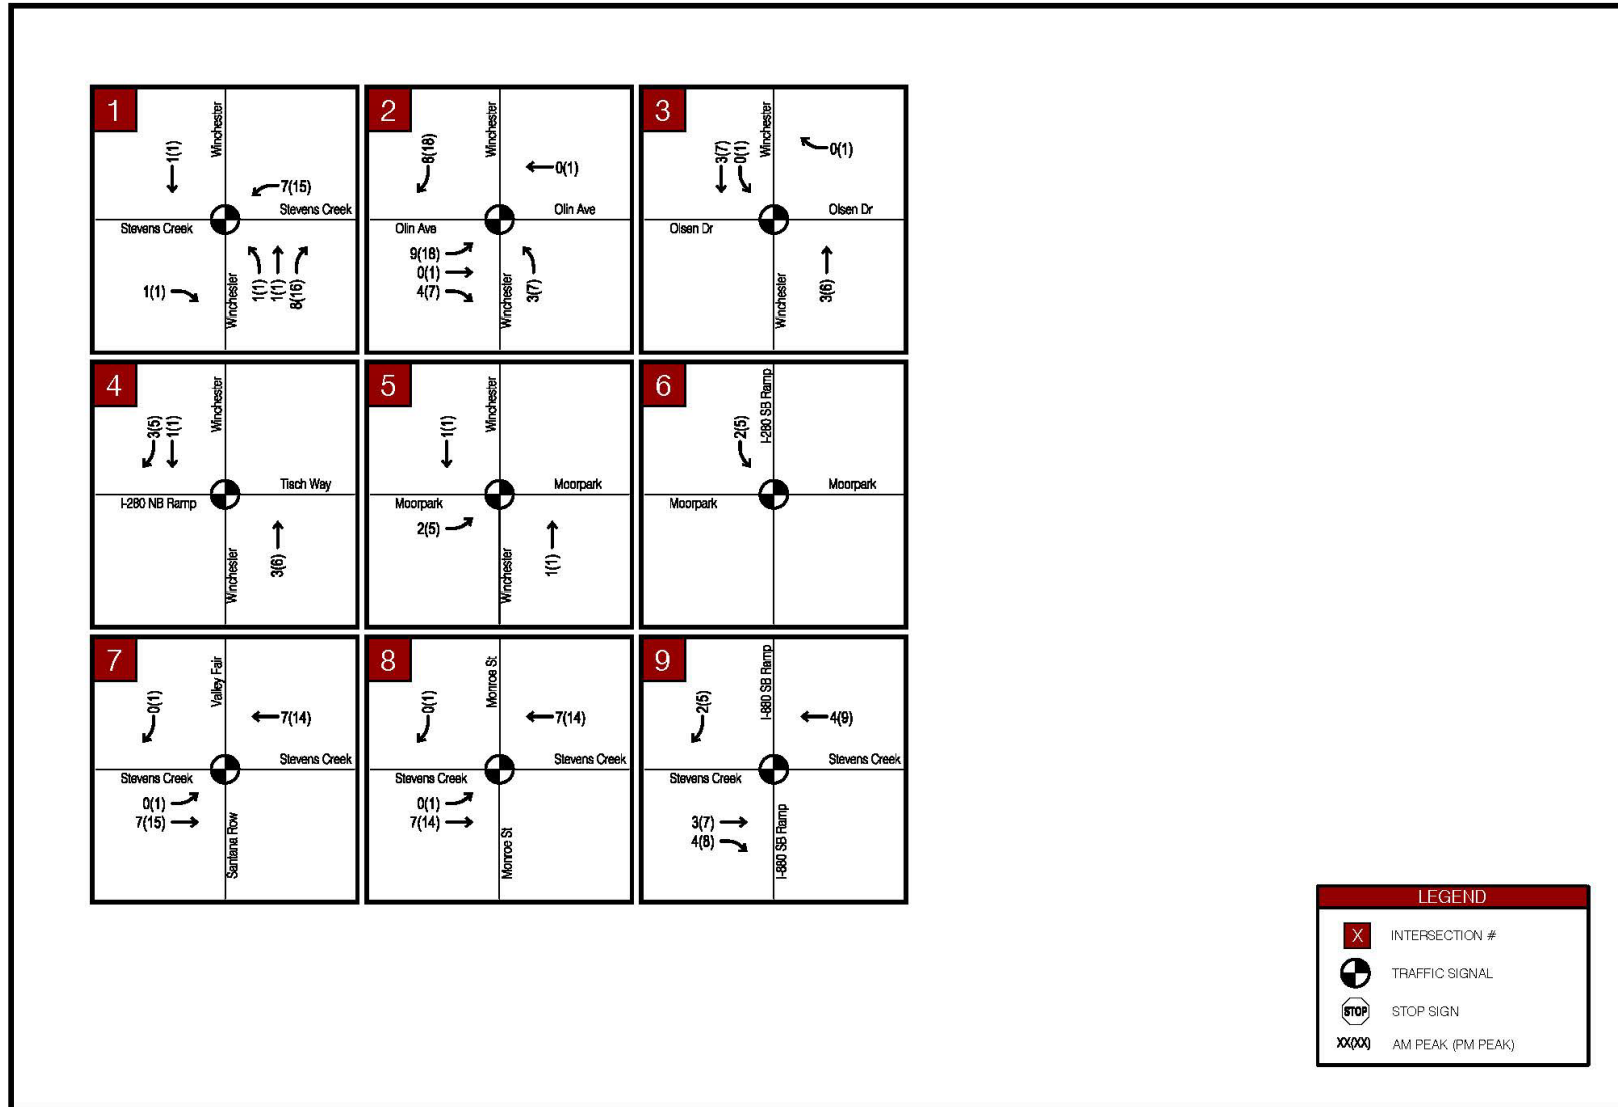 1
Winchester
1(1)
7(15)
Stevens Creek
Stevens Creek
1(1)
Winchester
1(1)
1(1)
8(16)
2
Winchester
8(18)
0(1)
Olin Ave
Olin Ave
9(18)
0(1)
4(7)
Winchester
3(7)
3
Winchester
3(7)
0(1)
0(1)
Olsen Dr
Olsen Dr
Winchester
3(6)
4
Winchester
3(5)
1(1)
Tisch Way
I-280 NB Ramp
Winchester
3(6)
5
Winchester
1(1)
Moorpark
Moorpark
2(5)
Winchester
1(1)
6
I-280 SB Ramp
2(5)
Moorpark
Moorpark
7
Valley Fair
0(1)
7(14)
Stevens Creek
Stevens Creek
0(1)
7(15)
Santana Row
8
Monroe St
0(1)
7(14)
Stevens Creek
Stevens Creek
0(1)
7(14)
Monroe St
9
I-880 SB Ramp
2(5)
4(9)
Stevens Creek
Stevens Creek
3(7)
4(8)
I-880 SB Ramp
LEGEND
X INTERSECTION #
TRAFFIC SIGNAL
STOP STOP SIGN
XX(XX) AM PEAK (PM PEAK)